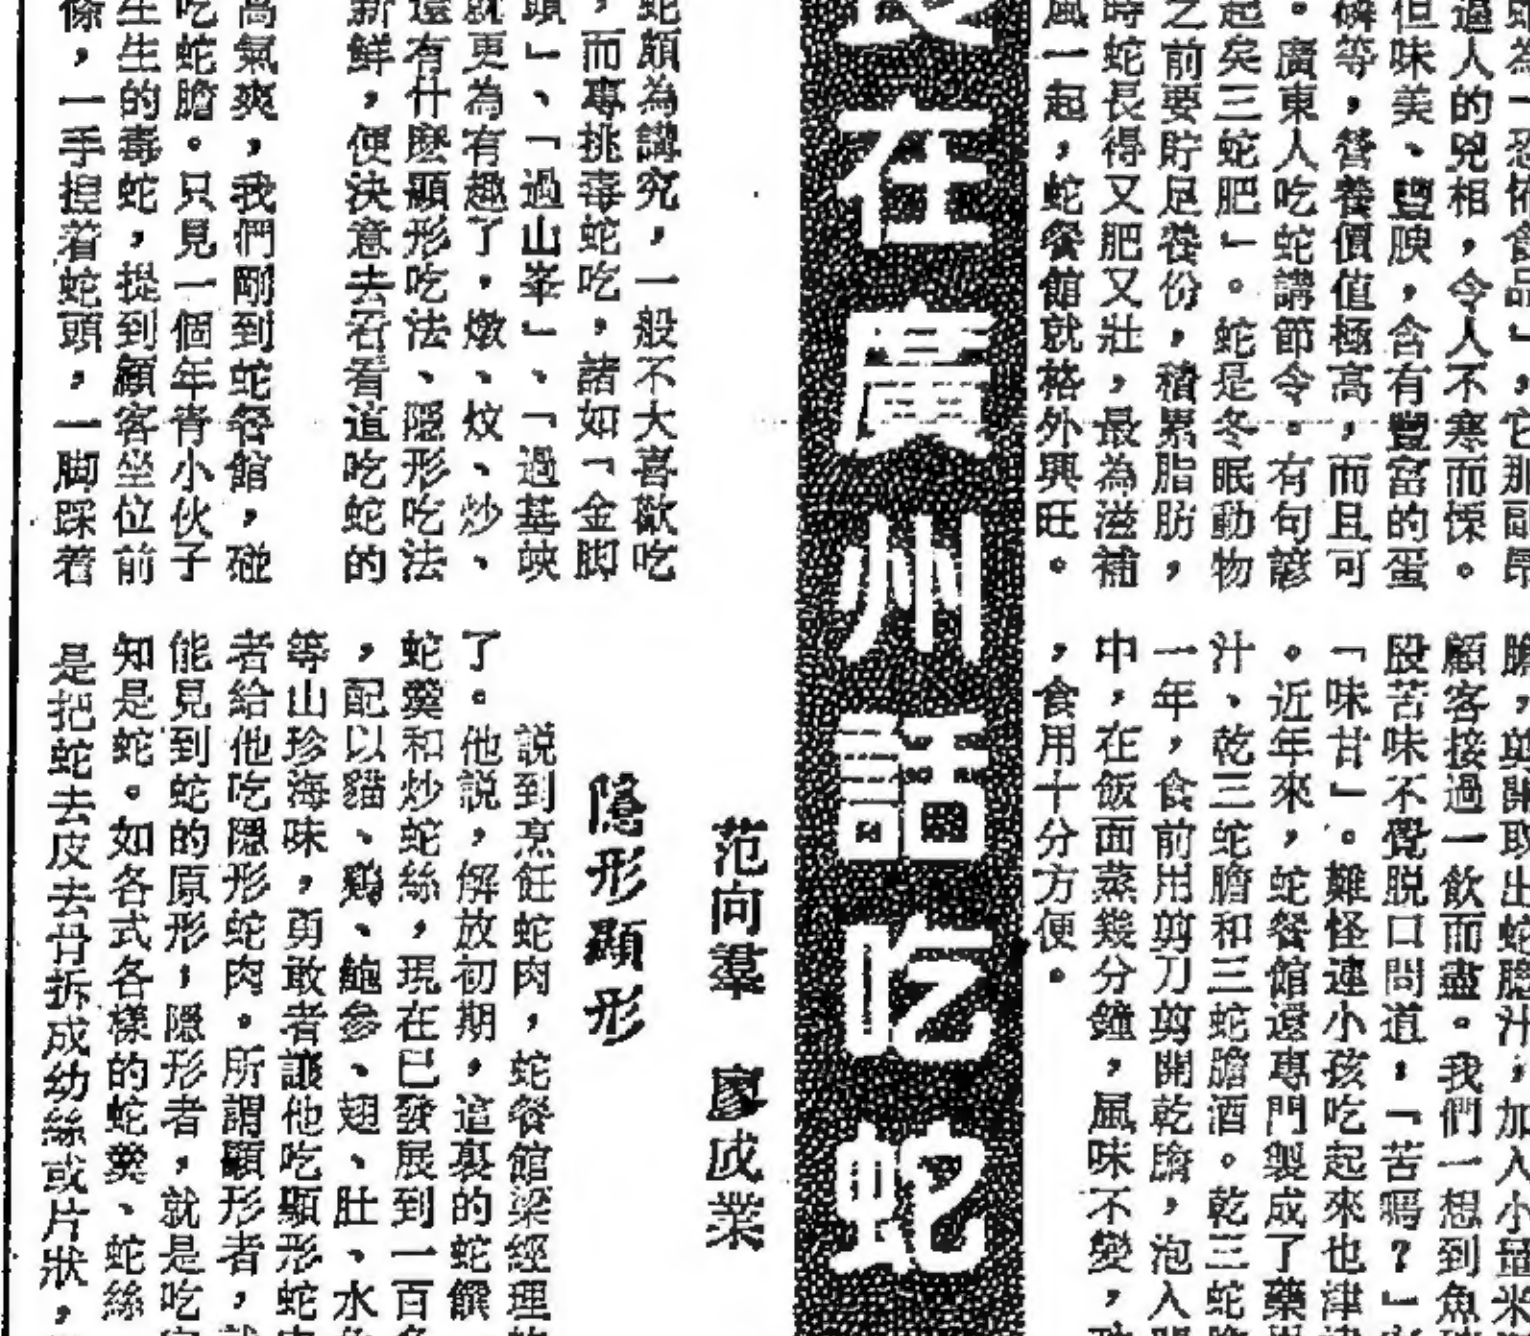 為一恐怖食品」，它那副昂
逼人的兇相，令人不寒而慄。
但味美、豐腴，含有豐富的蛋
磷等，營養價值極高，而且可
。廣東人吃蛇講節令。有句諺
起矣三蛇肥」。蛇是冬眠動物
之前要貯足養份，積累脂肪，
時蛇長得又肥又壯，最為滋補
風一起，蛇餐館就格外興旺。
膽，剪開取出蛇膽汁，加入小量米
顧客接過一飲而盡。我們一想到魚
股苦味不覺脫口問道：「苦嗎？」
「味甘」。難怪連小孩吃起來也津
。近年來，蛇餐館還專門製成了藥
汁、乾三蛇膽和三蛇膽酒。乾三蛇
一年，食前用剪刀剪開乾膽，泡入
中，在飯面蒸幾分鐘，風味不變，
，食用十分方便。
在廣州話吃蛇
范向羣　廖成業
蛇頗為講究，一般不大喜歡吃
，而專挑毒蛇吃，諸如「金脚
頭」、「過山峯」、「過基峽
就更為有趣了，燉、炆、炒、
還有什麼顯形吃法、隱形吃法
新鮮，便決意去看看道吃蛇的
高氣爽，我們剛到蛇餐館，碰
吃蛇膽。只見一個年青小伙子
生生的毒蛇，提到顧客坐位前
條，一手揑着蛇頭，一脚踩着
隱形顯形
説到烹飪蛇肉，蛇餐館梁經理
了。他説，解放初期，這裏的蛇饌
蛇羹和炒蛇絲，現在已發展到一百
，配以貓、鷄、鮑參、翅、肚、水
等山珍海味，勇敢者讓他吃顯形蛇
者給他吃隱形蛇肉。所謂顯形者，
能見到蛇的原形；隱形者，就是吃
知是蛇。如各式各樣的蛇羹、蛇絲
是把蛇去皮去骨拆成幼絲或片狀，